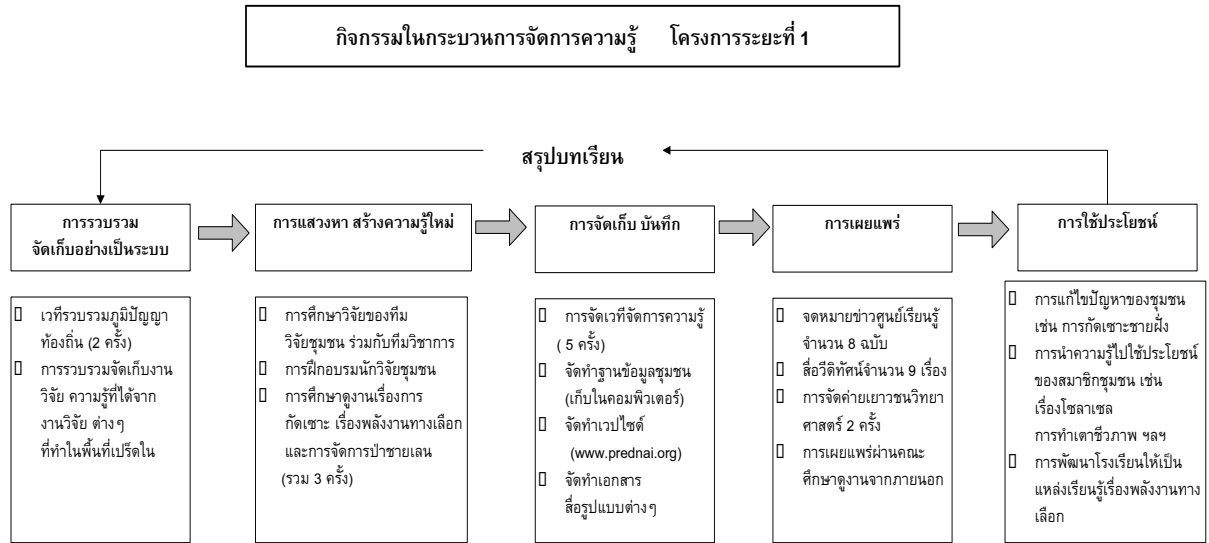 กิจกรรมในกระบวนการจัดการความรู้ โครงการระยะที่ 1
สรุปบทเรียน
การรวบรวม
จัดเก็บอย่างเป็นระบบ
การแสวงหา สร้างความรู้ใหม่
การจัดเก็บ บันทึก
การเผยแพร่
การใช้ประโยชน์
เวทีรวบรวมภูมิปัญญา
ท้องถิ่น (2 ครั้ง)
การรวบรวมจัดเก็บงาน
วิจัย ความรู้ที่ได้จาก
งานวิจัย ต่างๆ
ที่ทำในพื้นที่เปร็ดใน
การศึกษาวิจัยของทีม
วิจัยชุมชน ร่วมกับทีมวิชาการ
การฝึกอบรมนักวิจัยชุมชน
การศึกษาดูงานเรื่องการ
กัดเซาะ เรื่องพลังงานทางเลือก
และการจัดการป่าชายเลน
(รวม 3 ครั้ง)
การจัดเวทีจัดการความรู้
( 5 ครั้ง)
จัดทำฐานข้อมูลชุมชน
(เก็บในคอมพิวเตอร์)
จัดทำเวปไซด์
(www.prednai.org)
จัดทำเอกสาร
สื่อรูปแบบต่างๆ
จดหมายข่าวศูนย์เรียนรู้
จำนวน 8 ฉบับ
สื่อวีดิทัศน์จำนวน 9 เรื่อง
การจัดค่ายเยาวชนวิทยา
ศาสตร์ 2 ครั้ง
การเผยแพร่ผ่านคณะ
ศึกษาดูงานจากภายนอก
การแก้ไขปัญหาของชุมชน
เช่น การกัดเซาะชายฝั่ง
การนำความรู้ไปใช้ประโยชน์
ของสมาชิกชุมชน เช่น
เรื่องโซลาเซล
การทำเตาชีวภาพ ฯลฯ
การพัฒนาโรงเรียนให้เป็น
แหล่งเรียนรู้เรื่องพลังงานทาง
เลือก